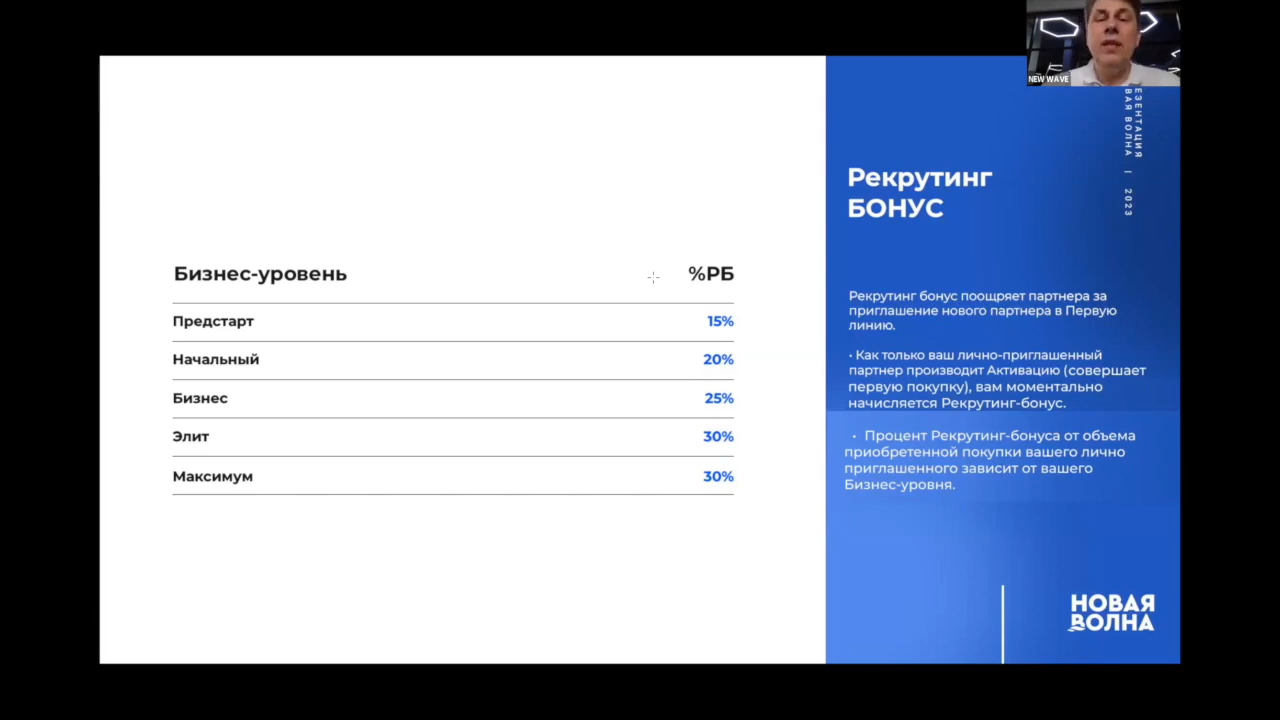 NEW WAVE
ЕЗЕНТАЦИЯ
ВАЯ ВОЛНА | 2023
Рекрутинг
БОНУС
Бизнес-уровень %РБ
Предстарт 15%
Начальный 20%
Бизнес 25%
Элит 30%
Максимум 30%
Рекрутинг бонус поощряет партнера за
приглашение нового партнера в Первую
линию.
• Как только ваш лично-приглашенный
партнер производит Активацию (совершает
первую покупку), вам моментально
начисляется Рекрутинг-бонус.
• Процент Рекрутинг-бонуса от объема
приобретенной покупки вашего лично
приглашенного зависит от вашего
Бизнес-уровня.
НОВАЯ
ВОЛНА